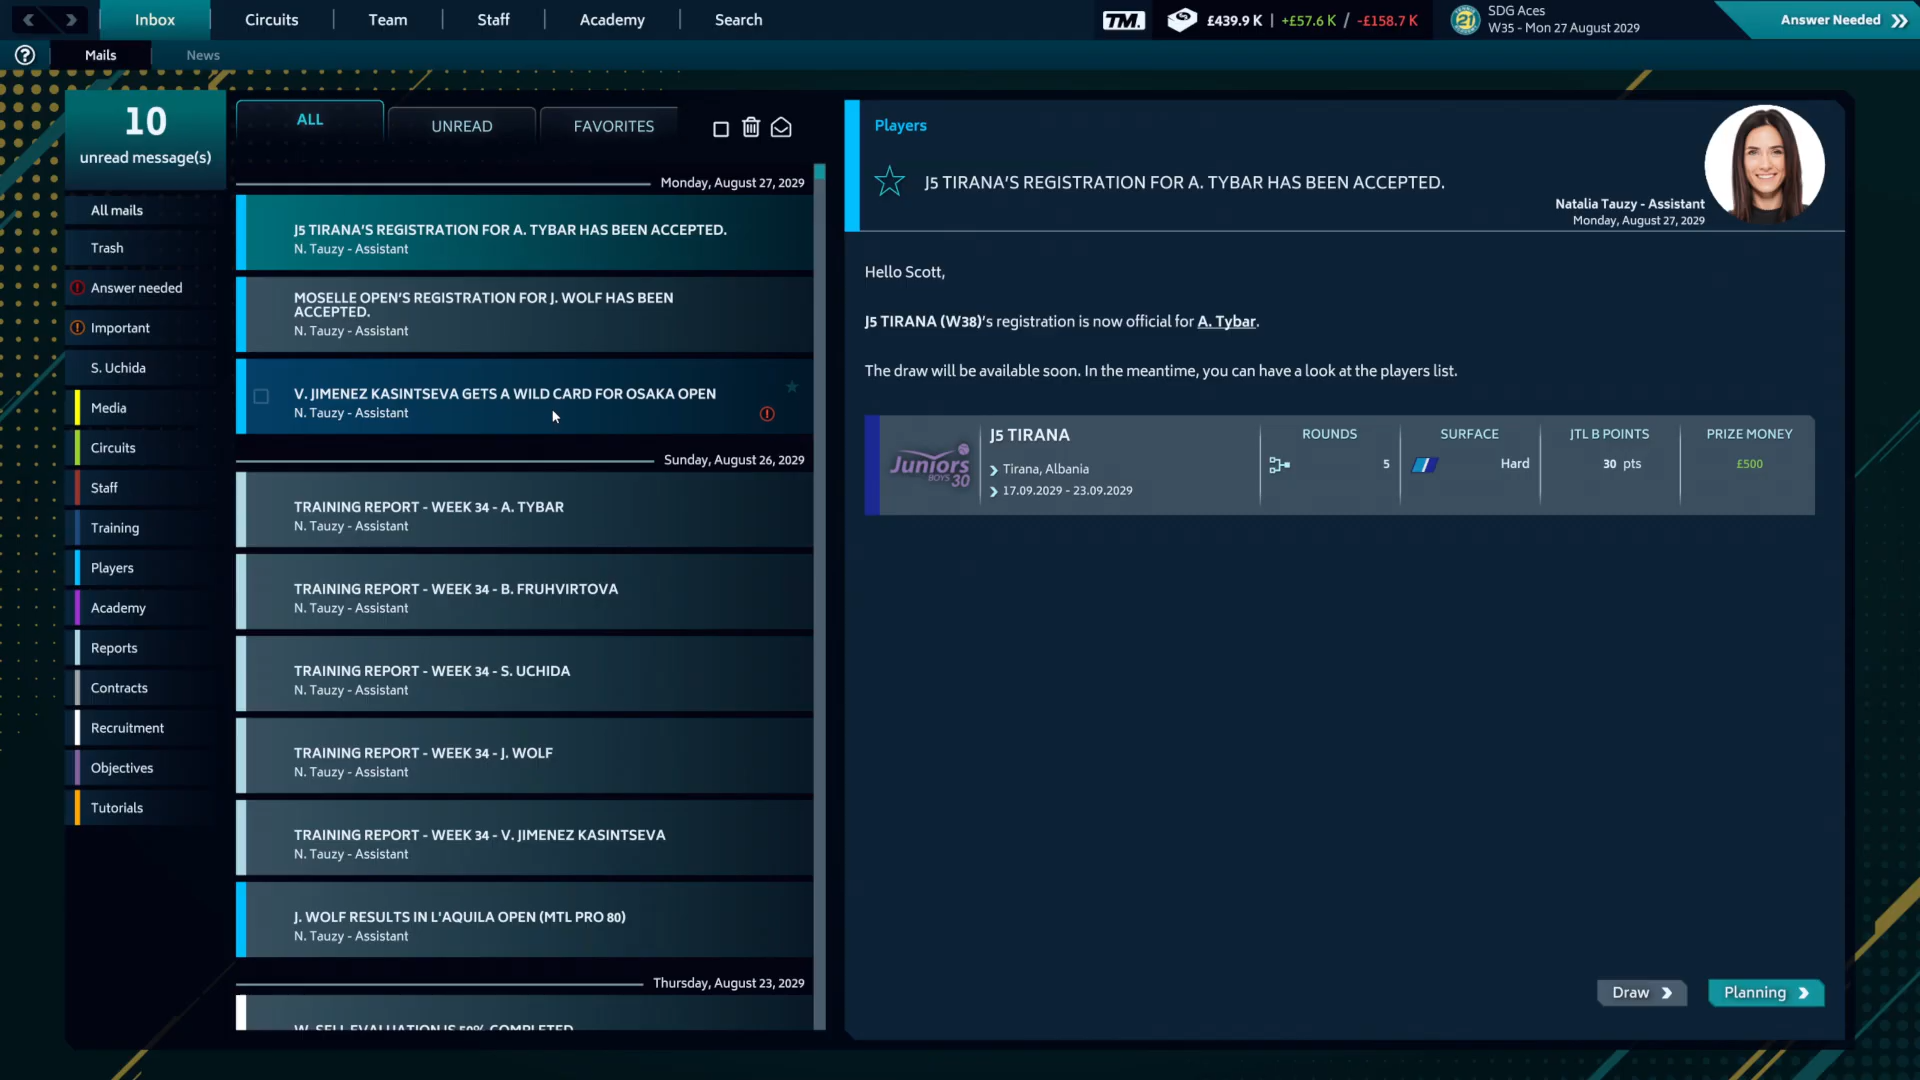 Inbox
Circuits
Team
Staff
Academy
Search
TM.
£439.9 K | +£57.6 K / -£158.7 K
21
SDG Aces
W35 - Mon 27 August 2029
Answer Needed
?
Mails
News
10
unread message(s)
All mails
Trash
Answer needed
Important
S. Uchida
Media
Circuits
Staff
Training
Players
Academy
Reports
Contracts
Recruitment
Objectives
Tutorials
ALL
UNREAD
FAVORITES
Monday, August 27, 2029
J5 TIRANA'S REGISTRATION FOR A. TYBAR HAS BEEN ACCEPTED.
N. Tauzy - Assistant
MOSELLE OPEN'S REGISTRATION FOR J. WOLF HAS BEEN
ACCEPTED.
N. Tauzy - Assistant
V. JIMENEZ KASINTSEVA GETS A WILD CARD FOR OSAKA OPEN
N. Tauzy - Assistant
Sunday, August 26, 2029
TRAINING REPORT - WEEK 34 - A. TYBAR
N. Tauzy - Assistant
TRAINING REPORT - WEEK 34 - B. FRUHVIRTOVA
N. Tauzy - Assistant
TRAINING REPORT - WEEK 34 - S. UCHIDA
N. Tauzy - Assistant
TRAINING REPORT - WEEK 34 - J. WOLF
N. Tauzy - Assistant
TRAINING REPORT - WEEK 34 - V. JIMENEZ KASINTSEVA
N. Tauzy - Assistant
J. WOLF RESULTS IN L'AQUILA OPEN (MTL PRO 80)
N. Tauzy - Assistant
Thursday, August 23, 2029
W. SELL EVALUATION IS 50% COMPLETED
Players
J5 TIRANA'S REGISTRATION FOR A. TYBAR HAS BEEN ACCEPTED.
Natalia Tauzy - Assistant
Monday, August 27, 2029
Hello Scott,
J5 TIRANA (W38)'s registration is now official for A. Tybar.
The draw will be available soon. In the meantime, you can have a look at the players list.
Juniors
BOYS 30
J5 TIRANA
Tirana, Albania
17.09.2029 - 23.09.2029
ROUNDS
5
SURFACE
Hard
JTL B POINTS
30 pts
PRIZE MONEY
£500
Draw
Planning